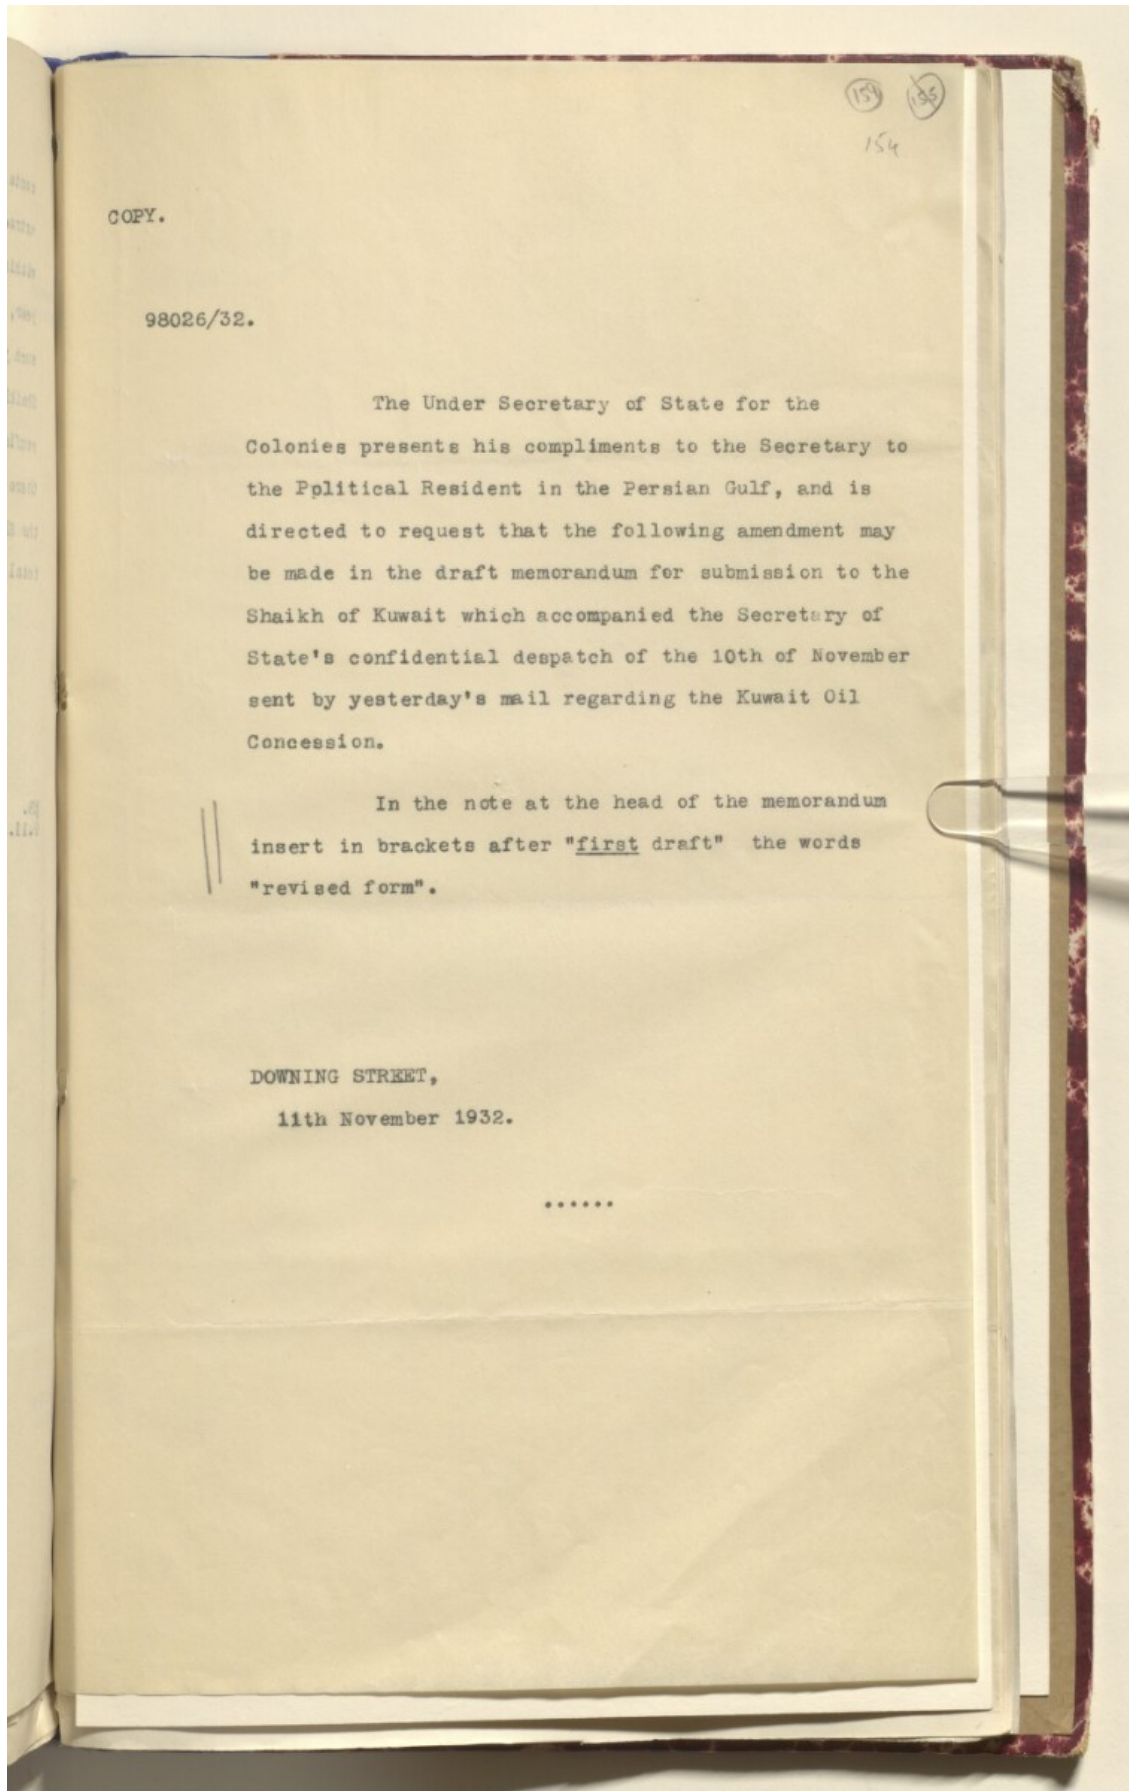 159 155
154
COPY.
98026/32.
The Under Secretary of State for the
Colonies presents his compliments to the Secretary to
the Political Resident in the Persian Gulf, and is
directed to request that the following amendment may
be made in the draft memorandum for submission to the
Shaikh of Kuwait which accompanied the Secretary of
State's confidential despatch of the 10th of November
sent by yesterday's mail regarding the Kuwait Oil
Concession.
In the note at the head of the memorandum
insert in brackets after "first draft" the words
"revised form".
DOWNING STREET,
11th November 1932.
......